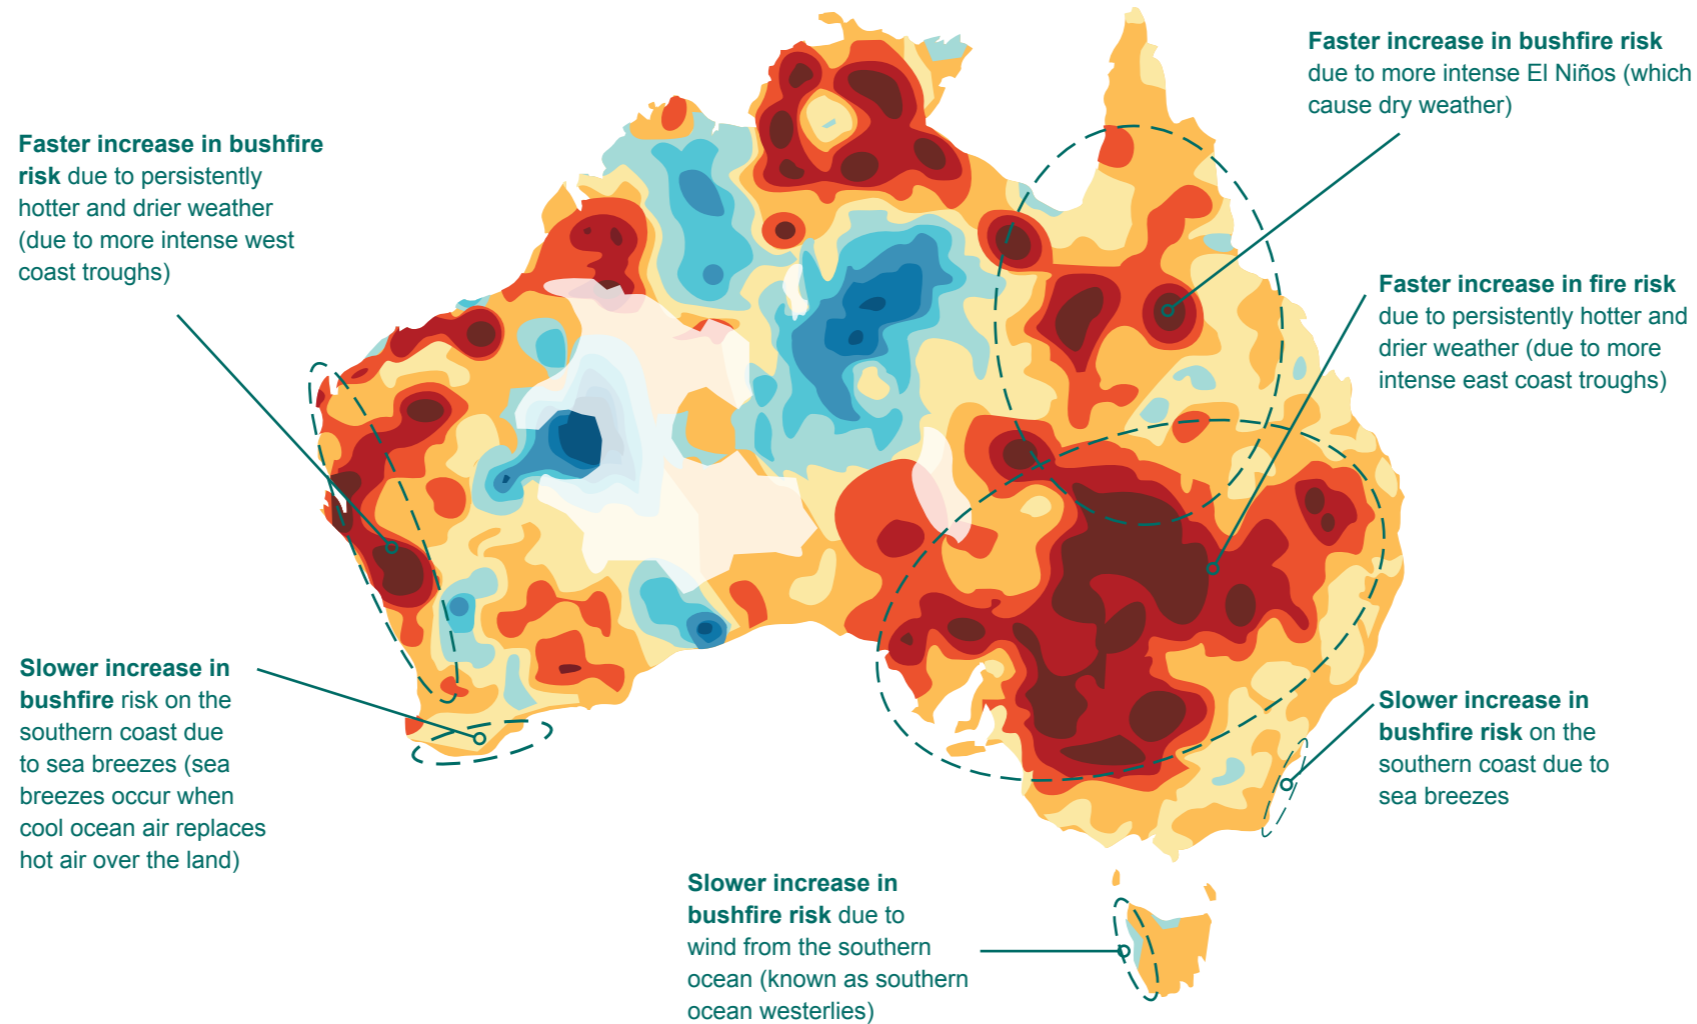 Faster increase in bushfire
risk due to persistently
hotter and drier weather
(due to more intense west
coast troughs)
Slower increase in
bushfire risk on the
southern coast due
to sea breezes (sea
breezes occur when
cool ocean air replaces
hot air over the land)
Faster increase in bushfire risk
due to more intense El Niños (which
cause dry weather)
Faster increase in fire risk
due to persistently hotter and
drier weather (due to more
intense east coast troughs)
Slower increase in
bushfire risk on the
southern coast due to
sea breezes
Slower increase in
bushfire risk due to
wind from the southern
ocean (known as southern
ocean westerlies)